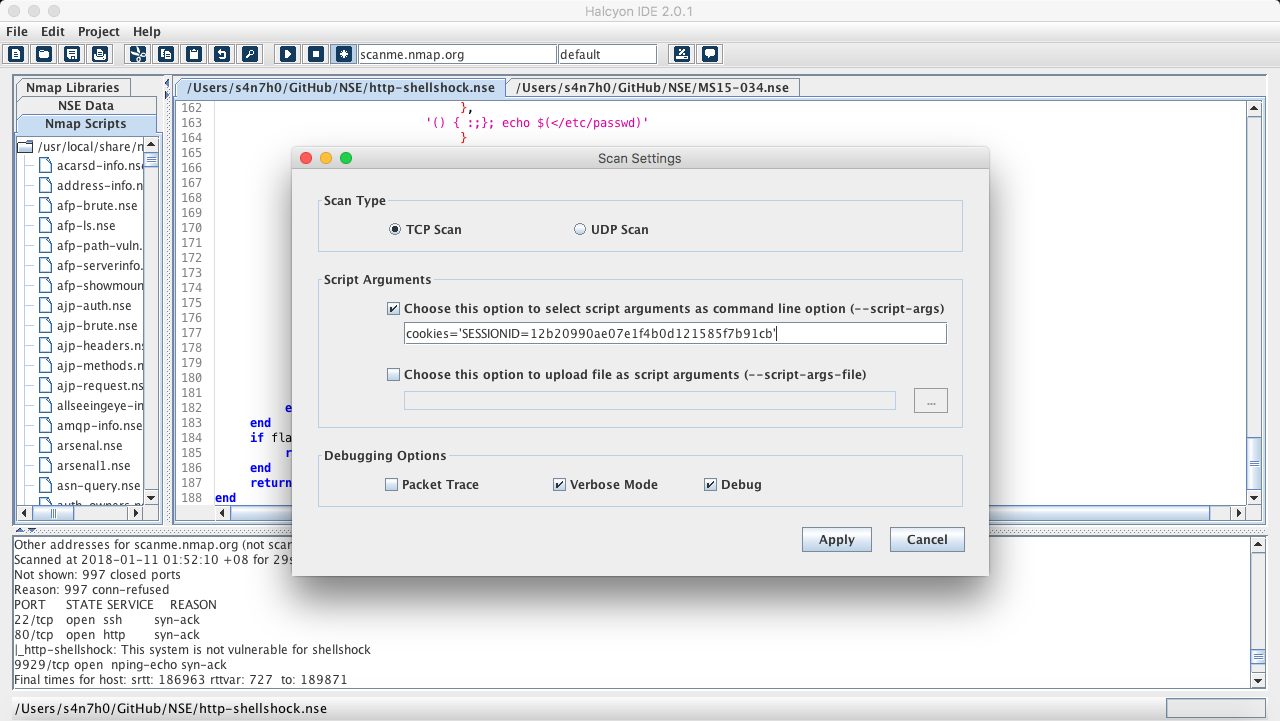 Halcyon IDE 2.0.1
File Edit Project Help
scanme.nmap.org default
Nmap Libraries
NSE Data
Nmap Scripts
/usr/local/share/n
acarsd-info.nse
address-info.n
afp-brute.nse
afp-ls.nse
afp-path-vuln.
afp-serverinfo.
afp-showmoun
ajp-auth.nse
ajp-brute.nse
ajp-headers.ns
ajp-methods.n
ajp-request.ns
allseeingeye-in
amqp-info.nse
arsenal.nse
arsenal1.nse
asn-query.nse
/Users/s4n7h0/GitHub/NSE/http-shellshock.nse /Users/s4n7h0/GitHub/NSE/MS15-034.nse
162 },
163 '() { :;}; echo $(</etc/passwd)'
164 }
165
166
167
168
169
170
171
172
173
174
175
176
177
178
179
180
181
182 e
183 end
184 if fla
185 r
186 end
187 return
188 end
Scan Settings
Scan Type
TCP Scan UDP Scan
Script Arguments
Choose this option to select script arguments as command line option (--script-args)
cookies='SESSIONID=12b20990ae07e1f4b0d121585f7b91cb'
Choose this option to upload file as script arguments (--script-args-file)
...
Debugging Options
Packet Trace Verbose Mode Debug
Apply Cancel
Other addresses for scanme.nmap.org (not scan
Scanned at 2018-01-11 01:52:10 +08 for 29s
Not shown: 997 closed ports
Reason: 997 conn-refused
PORT STATE SERVICE REASON
22/tcp open ssh syn-ack
80/tcp open http syn-ack
|_http-shellshock: This system is not vulnerable for shellshock
9929/tcp open nping-echo syn-ack
Final times for host: srtt: 186963 rttvar: 727 to: 189871
/Users/s4n7h0/GitHub/NSE/http-shellshock.nse